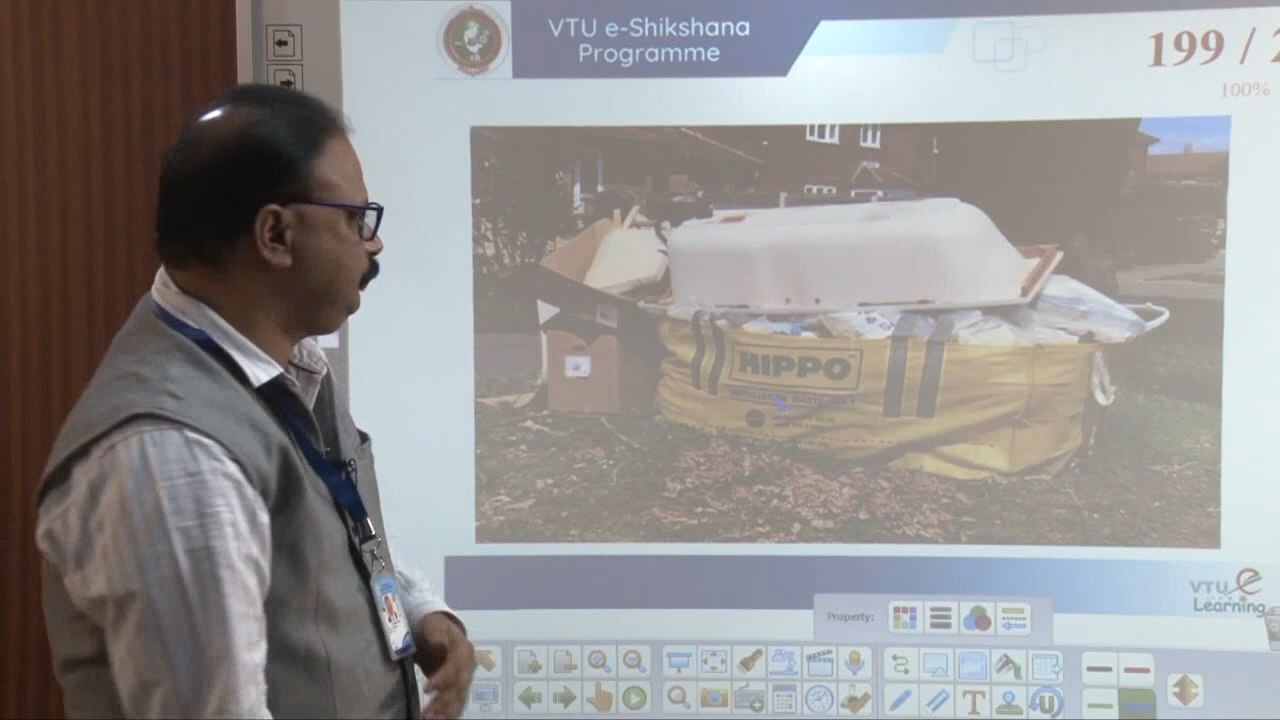 VTU e-Shikshana
Programme
199 / 2
100%
HIPPO
VTU
Learning
Property:
T
U